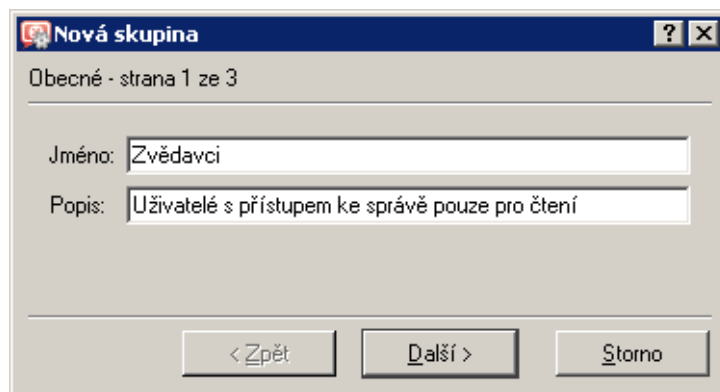 Nová skupina
Obecné - strana 1 ze 3
Jméno: Zvědavci
Popis: Uživatelé s přístupem ke správě pouze pro čtení
< Zpět Další > Storno